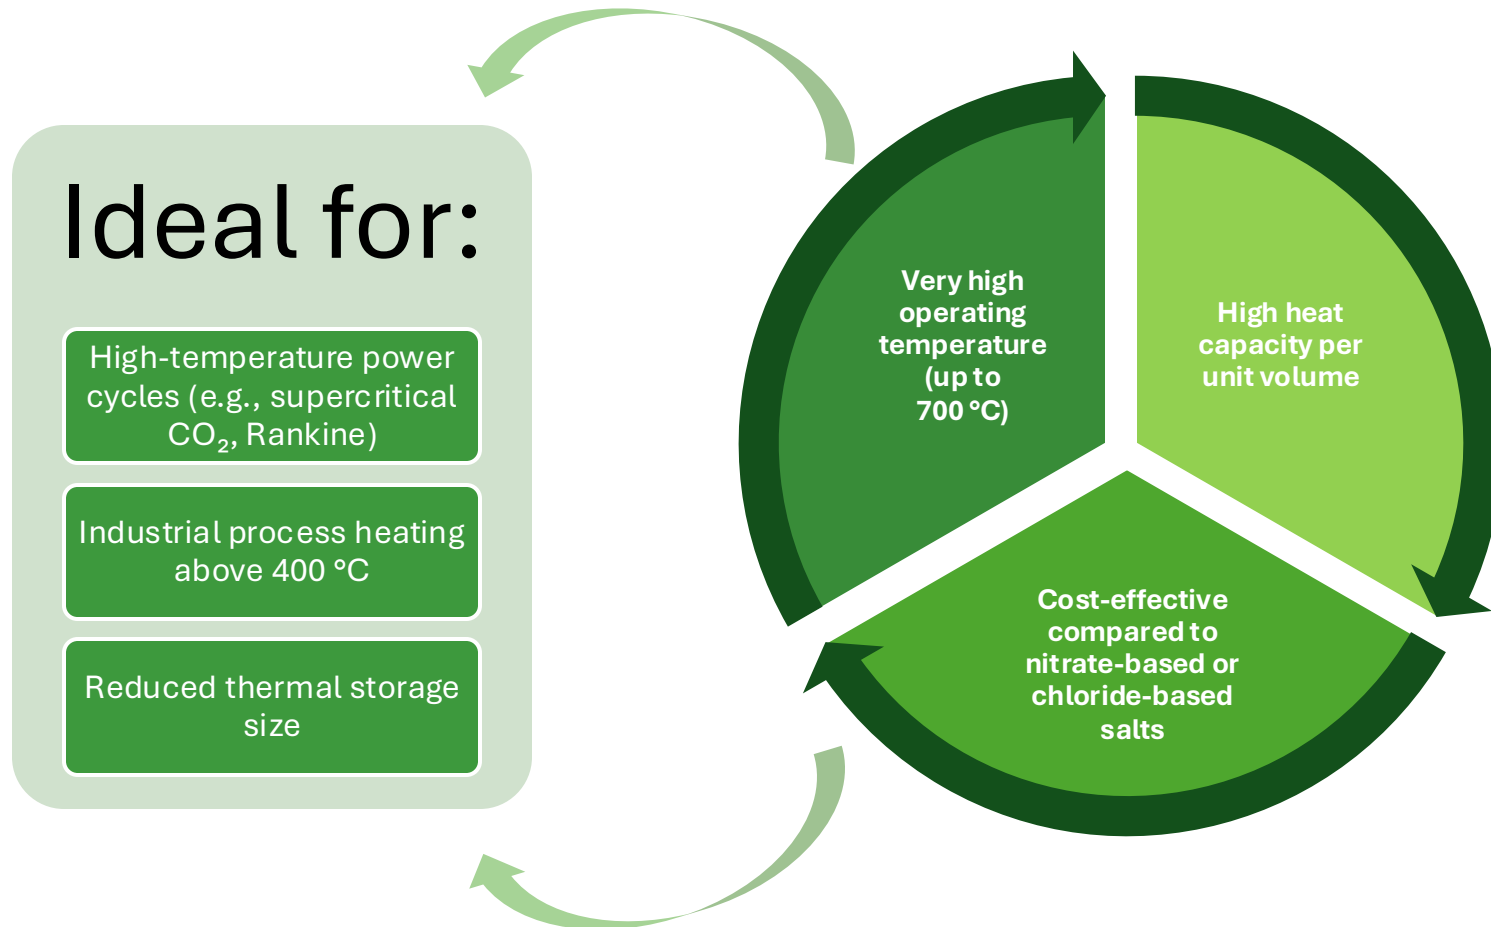 Ideal for:
High-temperature power
cycles (e.g., supercritical
CO₂, Rankine)
Industrial process heating
above 400 °C
Reduced thermal storage
size
Very high
operating
temperature
(up to
700 °C)
High heat
capacity per
unit volume
Cost-effective
compared to
nitrate-based or
chloride-based
salts